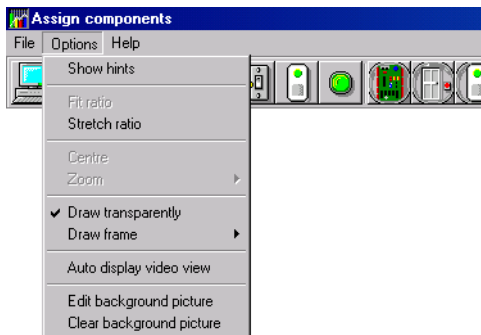 Assign components
File Options Help
Show hints
Fit ratio
Stretch ratio
Centre
Zoom
Draw transparently
Draw frame
Auto display video view
Edit background picture
Clear background picture